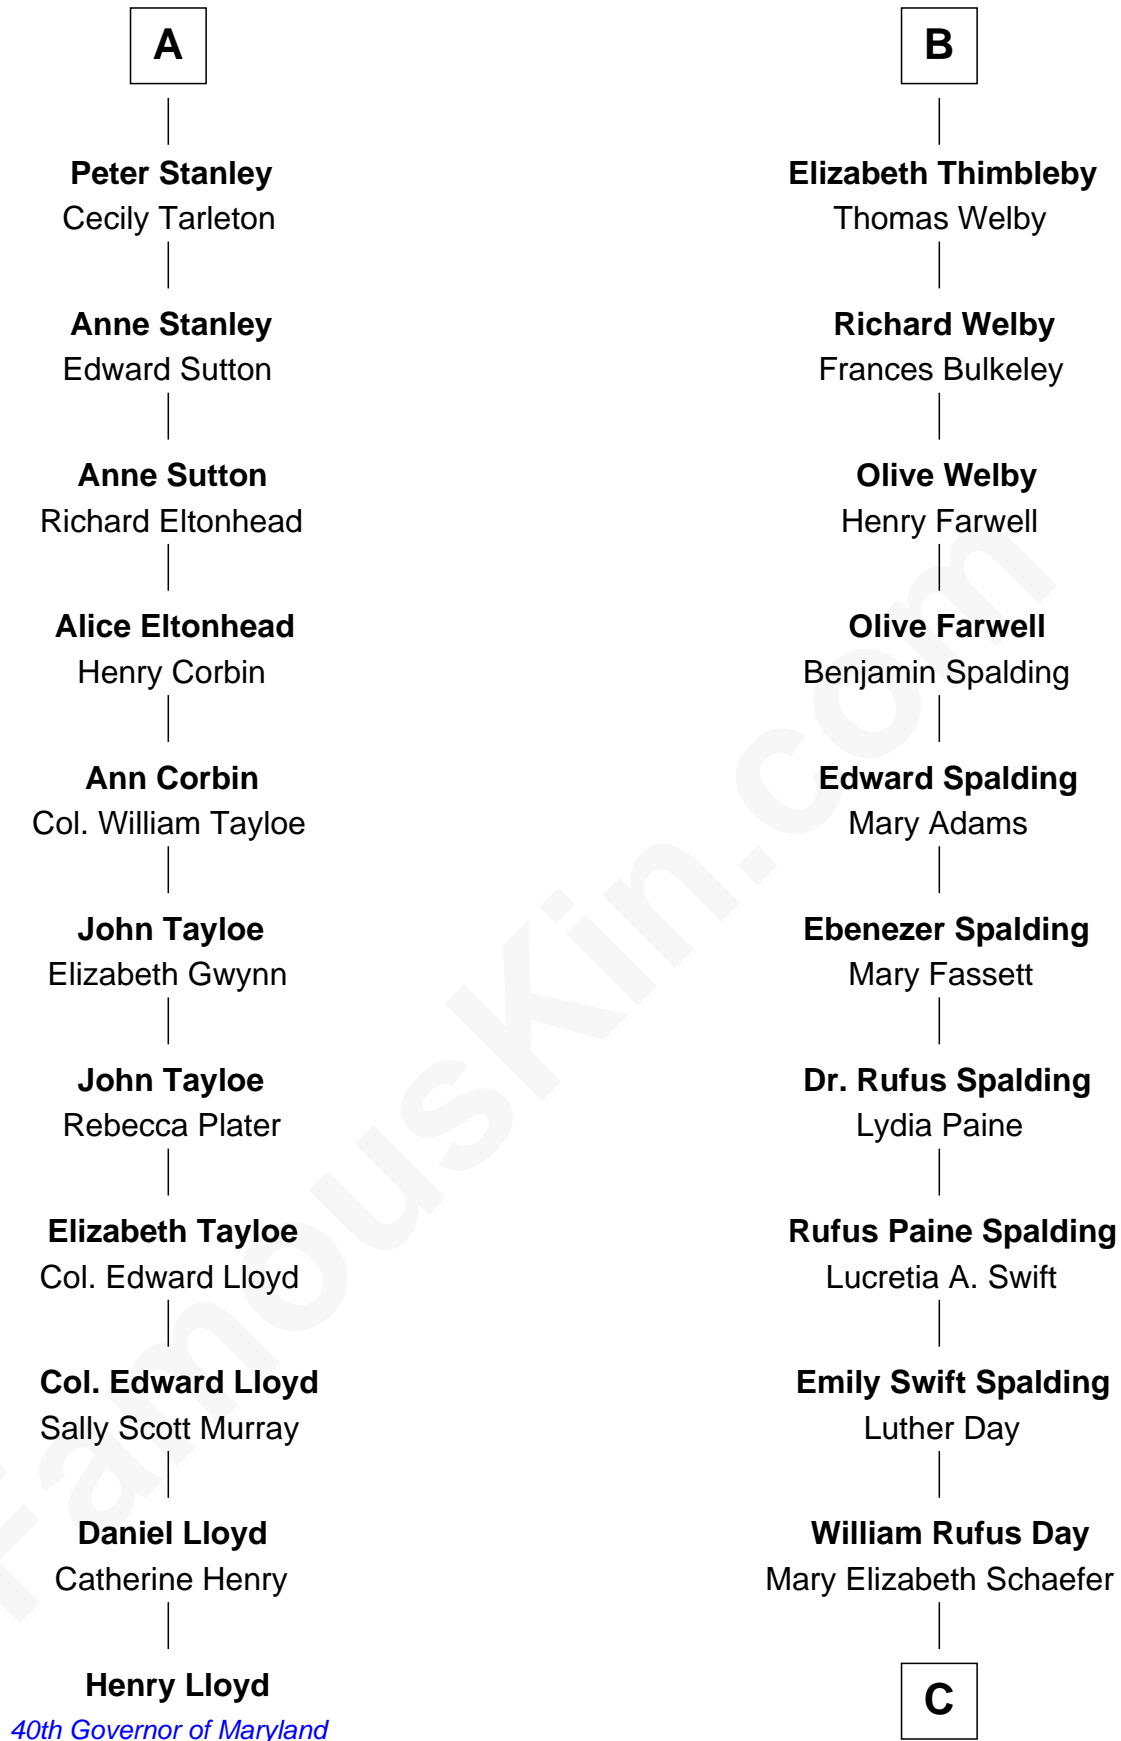 A
Peter Stanley
Cecily Tarleton
Anne Stanley
Edward Sutton
Anne Sutton
Richard Eltonhead
Alice Eltonhead
Henry Corbin
Ann Corbin
Col. William Tayloe
John Tayloe
Elizabeth Gwynn
John Tayloe
Rebecca Plater
Elizabeth Tayloe
Col. Edward Lloyd
Col. Edward Lloyd
Sally Scott Murray
Daniel Lloyd
Catherine Henry
Henry Lloyd
40th Governor of Maryland
B
Elizabeth Thimbleby
Thomas Welby
Richard Welby
Frances Bulkeley
Olive Welby
Henry Farwell
Olive Farwell
Benjamin Spalding
Edward Spalding
Mary Adams
Ebenezer Spalding
Mary Fassett
Dr. Rufus Spalding
Lydia Paine
Rufus Paine Spalding
Lucretia A. Swift
Emily Swift Spalding
Luther Day
William Rufus Day
Mary Elizabeth Schaefer
C
FamousKin.com